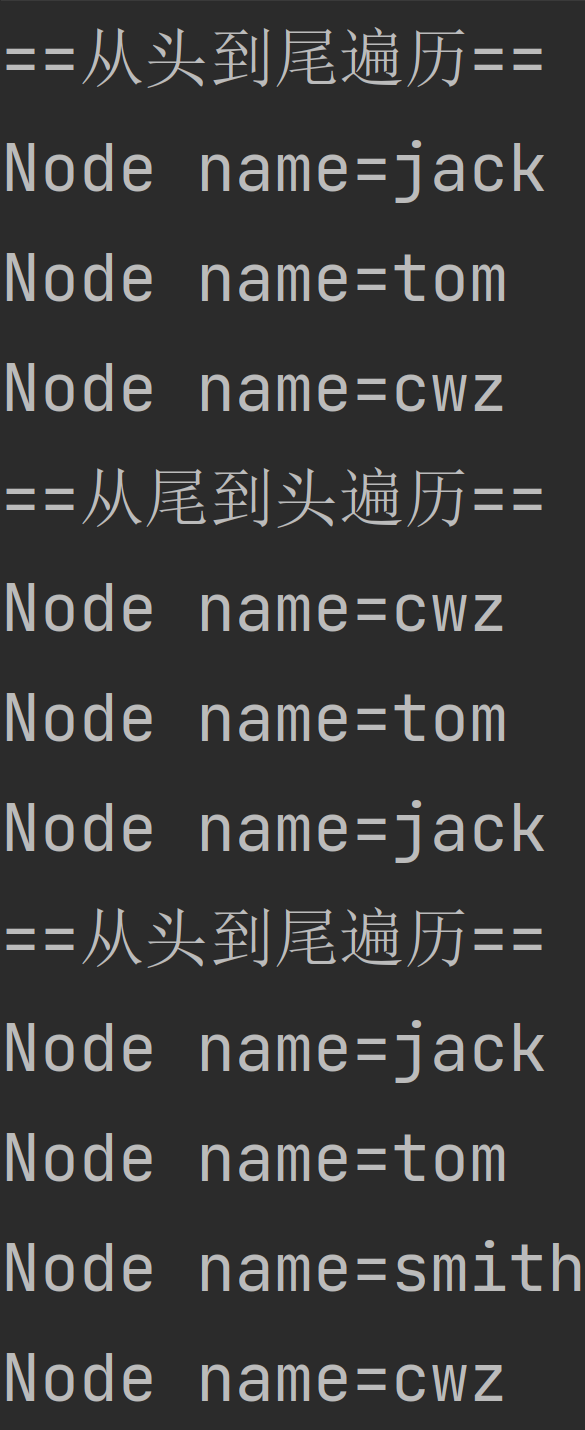 ==从头到尾遍历==
Node name=jack
Node name=tom
Node name=cwz
==从尾到头遍历==
Node name=cwz
Node name=tom
Node name=jack
==从头到尾遍历==
Node name=jack
Node name=tom
Node name=smith
Node name=cwz